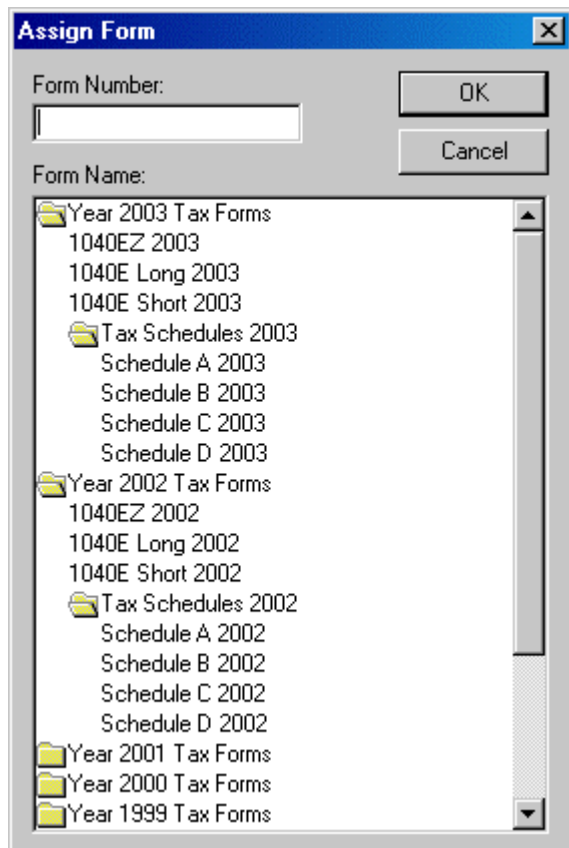 Assign Form
Form Number:
OK
Cancel
Form Name:
Year 2003 Tax Forms
1040EZ 2003
1040E Long 2003
1040E Short 2003
Tax Schedules 2003
Schedule A 2003
Schedule B 2003
Schedule C 2003
Schedule D 2003
Year 2002 Tax Forms
1040EZ 2002
1040E Long 2002
1040E Short 2002
Tax Schedules 2002
Schedule A 2002
Schedule B 2002
Schedule C 2002
Schedule D 2002
Year 2001 Tax Forms
Year 2000 Tax Forms
Year 1999 Tax Forms